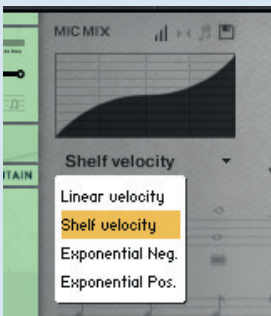 MIC MIX
TAIN
Shelf velocity
Linear velocity
Shelf velocity
Exponential Neg.
Exponential Pos.